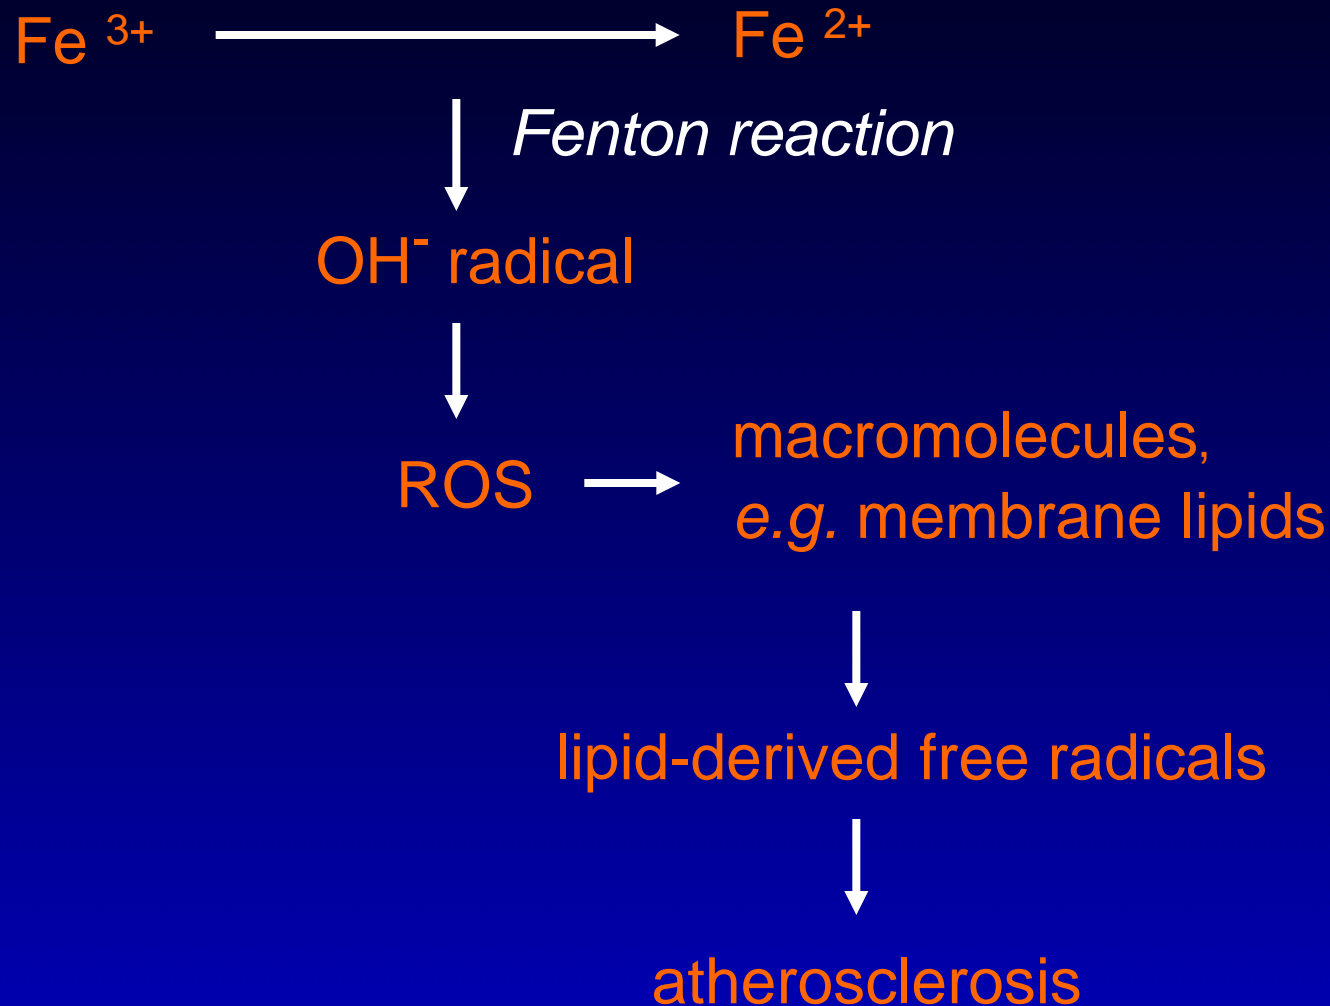 Fe 3+ Fe 2+
Fenton reaction
OH- radical
macromolecules,
ROS
e.g. membrane lipids
lipid-derived free radicals
atherosclerosis